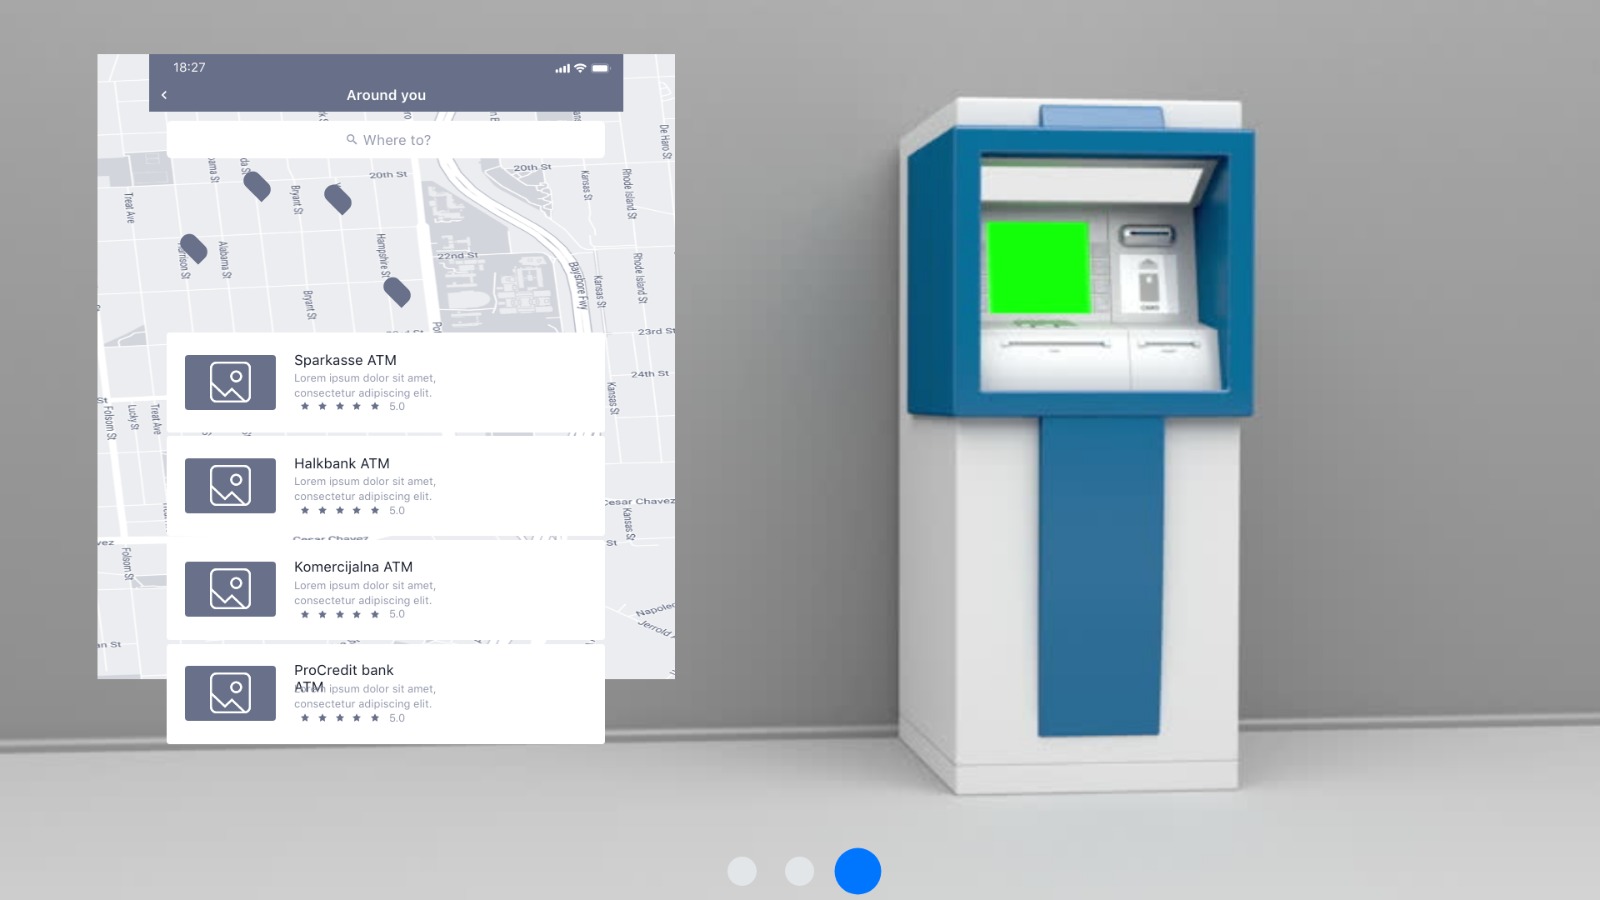 18:27
Around you
Where to?
20th St
20th St
De Haro St
Treat Ave
Bryant St
Kansas St
Rhode Island St
Alabama St
Hampshire St
22nd St
Bryant St
Bayshore Fwy
Kansas St
Rhode Island St
23rd St
24th St
Kansas St
Folsom St
Lucky St
Treat Ave
Sparkasse ATM
Lorem ipsum dolor sit amet,
consectetur adipiscing elit.
5.0
Halkbank ATM
Lorem ipsum dolor sit amet,
consectetur adipiscing elit.
5.0
Cesar Chavez
Kansas St
Cesar Chavez
Folsom St
Komercijalna ATM
Lorem ipsum dolor sit amet,
consectetur adipiscing elit.
5.0
Jerrold
ProCredit bank
ATM
Lorem ipsum dolor sit amet,
consectetur adipiscing elit.
5.0